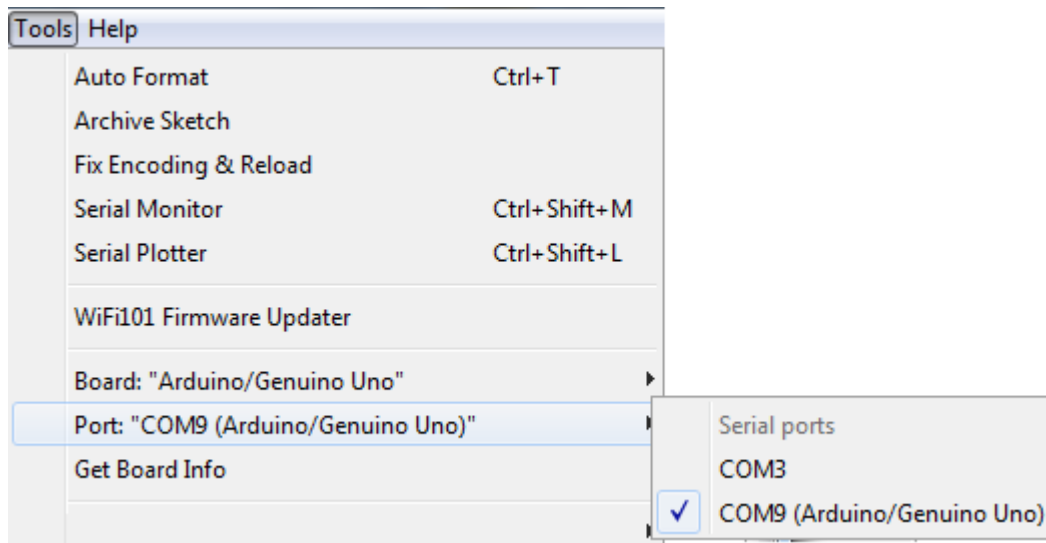 Tools Help
Auto Format Ctrl+T
Archive Sketch
Fix Encoding & Reload
Serial Monitor Ctrl+Shift+M
Serial Plotter Ctrl+Shift+L
WiFi101 Firmware Updater
Board: "Arduino/Genuino Uno"
Port: "COM9 (Arduino/Genuino Uno)"
Get Board Info
Serial ports
COM3
COM9 (Arduino/Genuino Uno)